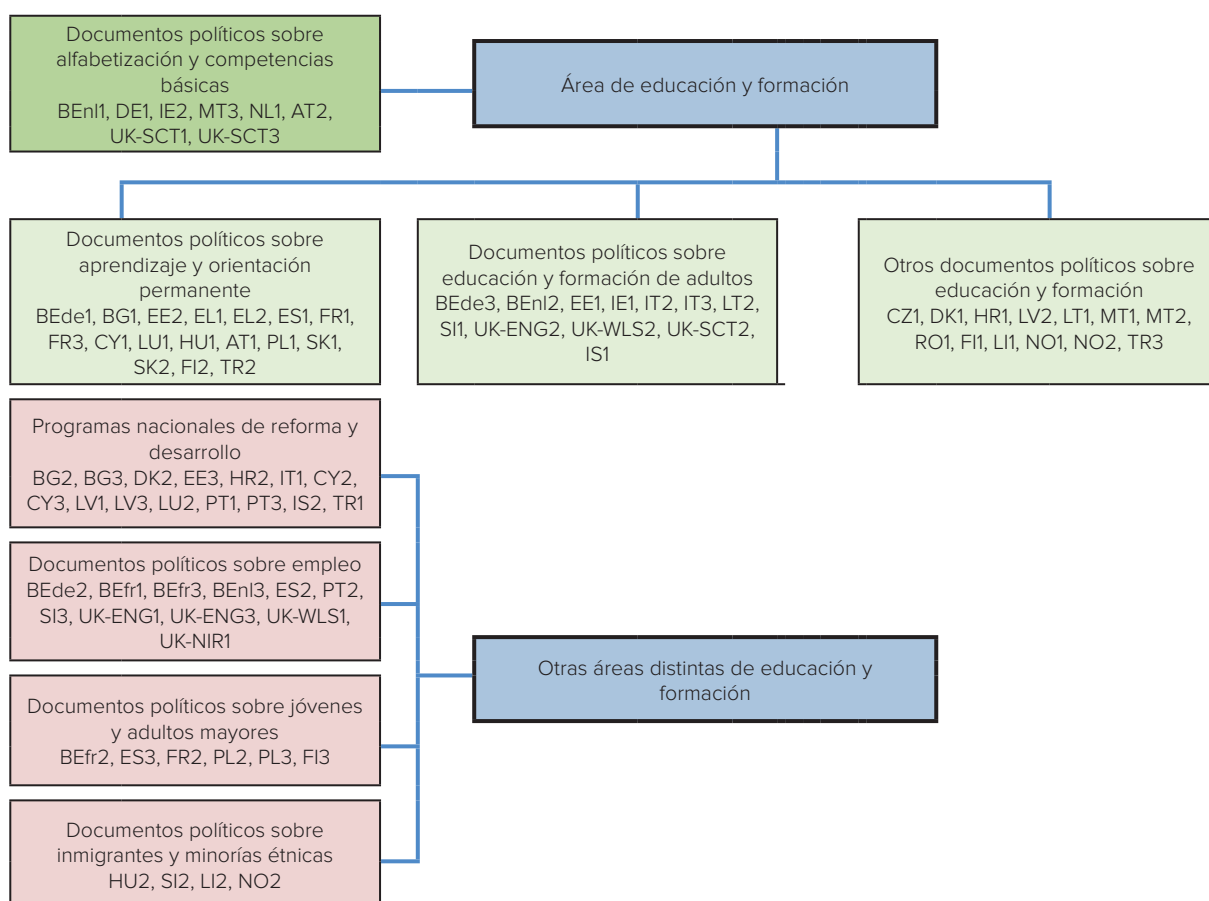 Documentos políticos sobre
alfabetización y competencias
básicas
BEnl1, DE1, IE2, MT3, NL1, AT2,
UK-SCT1, UK-SCT3
Área de educación y formación
Documentos políticos sobre
aprendizaje y orientación
permanente
BEde1, BG1, EE2, EL1, EL2, ES1, FR1,
FR3, CY1, LU1, HU1, AT1, PL1, SK1,
SK2, FI2, TR2
Documentos políticos sobre
educación y formación de adultos
BEde3, BEnl2, EE1, IE1, IT2, IT3, LT2,
SI1, UK-ENG2, UK-WLS2, UK-SCT2,
IS1
Otros documentos políticos sobre
educación y formación
CZ1, DK1, HR1, LV2, LT1, MT1, MT2,
RO1, FI1, LI1, NO1, NO2, TR3
Programas nacionales de reforma y
desarrollo
BG2, BG3, DK2, EE3, HR2, IT1, CY2,
CY3, LV1, LV3, LU2, PT1, PT3, IS2, TR1
Documentos políticos sobre empleo
BEde2, BEfr1, BEfr3, BEnl3, ES2, PT2,
SI3, UK-ENG1, UK-ENG3, UK-WLS1,
UK-NIR1
Otras áreas distintas de educación y
formación
Documentos políticos sobre jóvenes
y adultos mayores
BEfr2, ES3, FR2, PL2, PL3, FI3
Documentos políticos sobre
inmigrantes y minorías étnicas
HU2, SI2, LI2, NO2